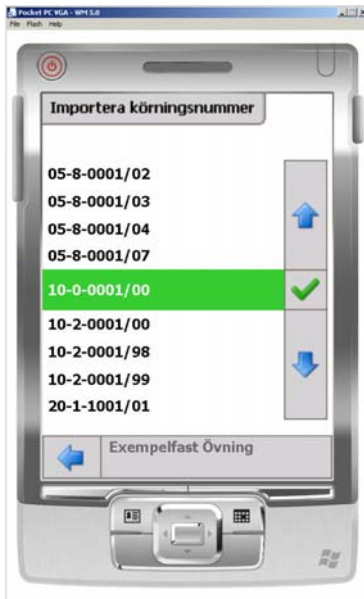 Pocket PC VGA - WM 5.0
File Flash Help
Importera körningsnummer
05-8-0001/02
05-8-0001/03
05-8-0001/04
05-8-0001/07
10-0-0001/00
10-2-0001/00
10-2-0001/98
10-2-0001/99
20-1-1001/01
Exempelfast Övning